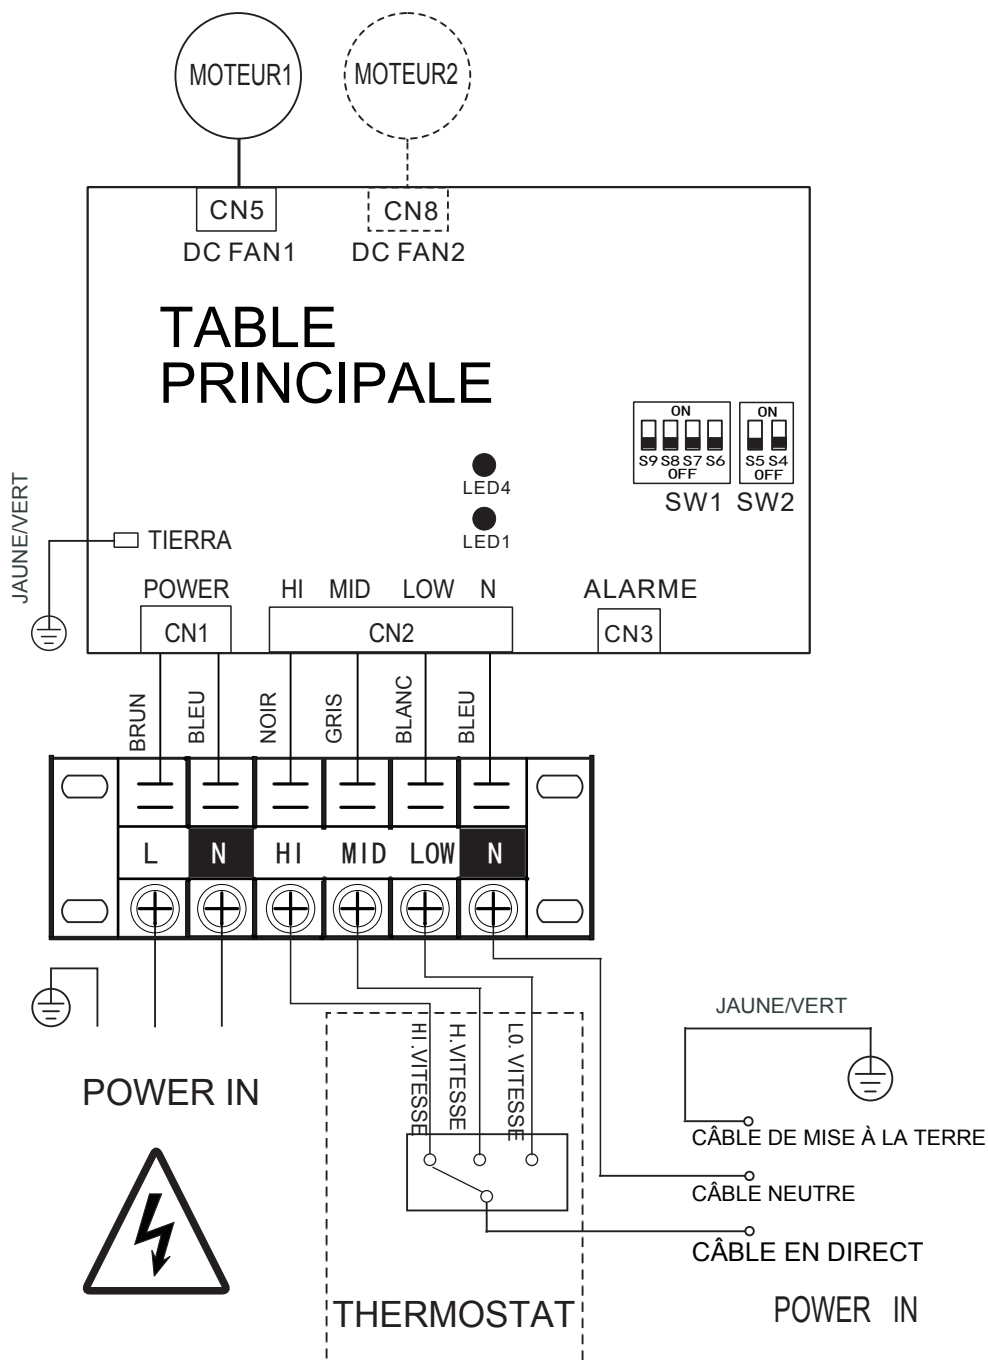 MOTEUR1
MOTEUR2
CN5
CN8
DC FAN1
DC FAN2
TABLE
PRINCIPALE
ON
ON
S9 S8 S7 S6
S5 S4
OFF
OFF
SW1
SW2
LED4
LED1
JAUNE/VERT
TIERRA
POWER
HI
MID
LOW
N
ALARME
CN1
CN2
CN3
BRUN
BLEU
NOIR
GRIS
BLANC
BLEU
L
N
HI
MID
LOW
N
JAUNE/VERT
HI.VITESSE
H.VITESSE
LO. VITESSE
POWER IN
CÂBLE DE MISE À LA TERRE
CÂBLE NEUTRE
CÂBLE EN DIRECT
THERMOSTAT
POWER IN